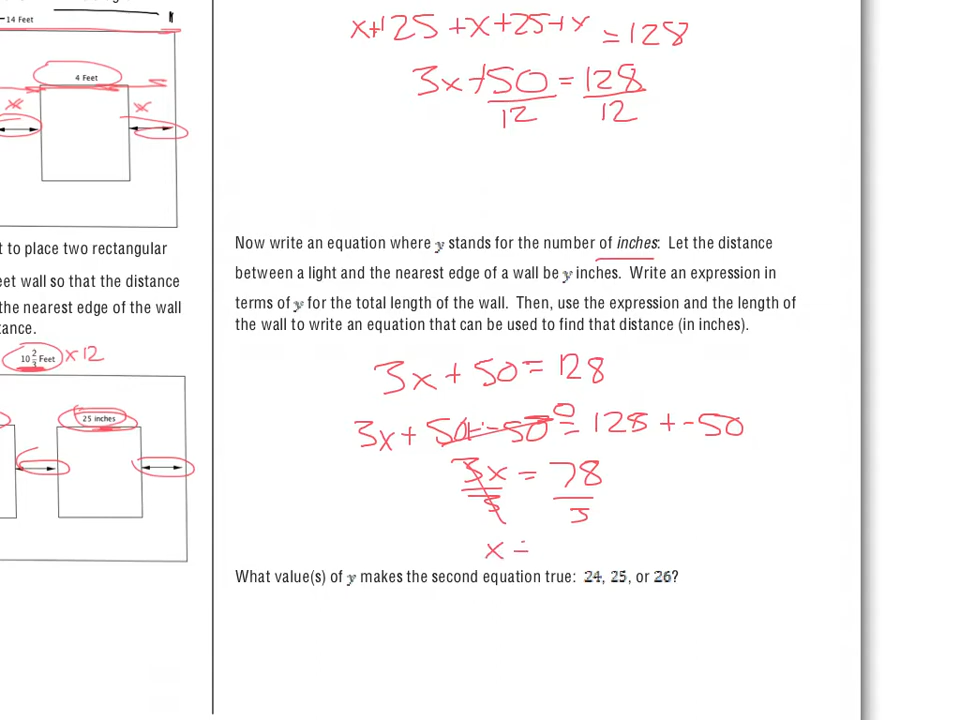 -14 Feet
4 Feet
x
x
t to place two rectangular
eet wall so that the distance
the nearest edge of the wall
tance.
10 2/3 Feet x 12
25 inches
x+125 +x+25+x =128
3x+50 = 128
12 12
Now write an equation where y stands for the number of inches: Let the distance
between a light and the nearest edge of a wall be y inches. Write an expression in
terms of y for the total length of the wall. Then, use the expression and the length of
the wall to write an equation that can be used to find that distance (in inches).
3x + 50 = 128
3x + 50 + -50 0 = 128 + -50
3x = 78
3 3
x =
What value(s) of y makes the second equation true: 24, 25, or 26?